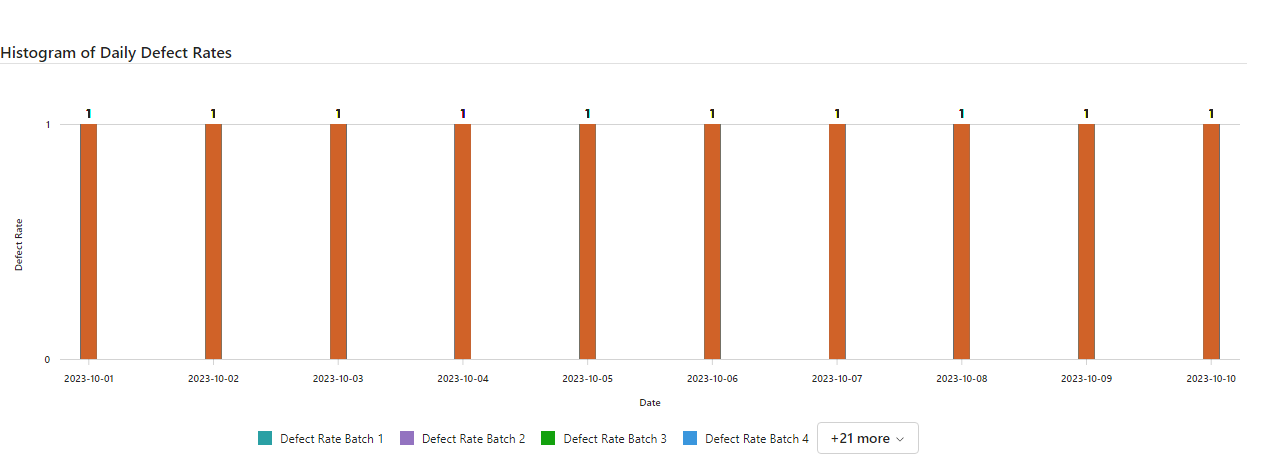 Histogram of Daily Defect Rates
1 1 1 1 1 1 1 1 1 1
1
Defect Rate
0
2023-10-01 2023-10-02 2023-10-03 2023-10-04 2023-10-05 2023-10-06 2023-10-07 2023-10-08 2023-10-09 2023-10-10
Date
Defect Rate Batch 1 Defect Rate Batch 2 Defect Rate Batch 3 Defect Rate Batch 4 +21 more